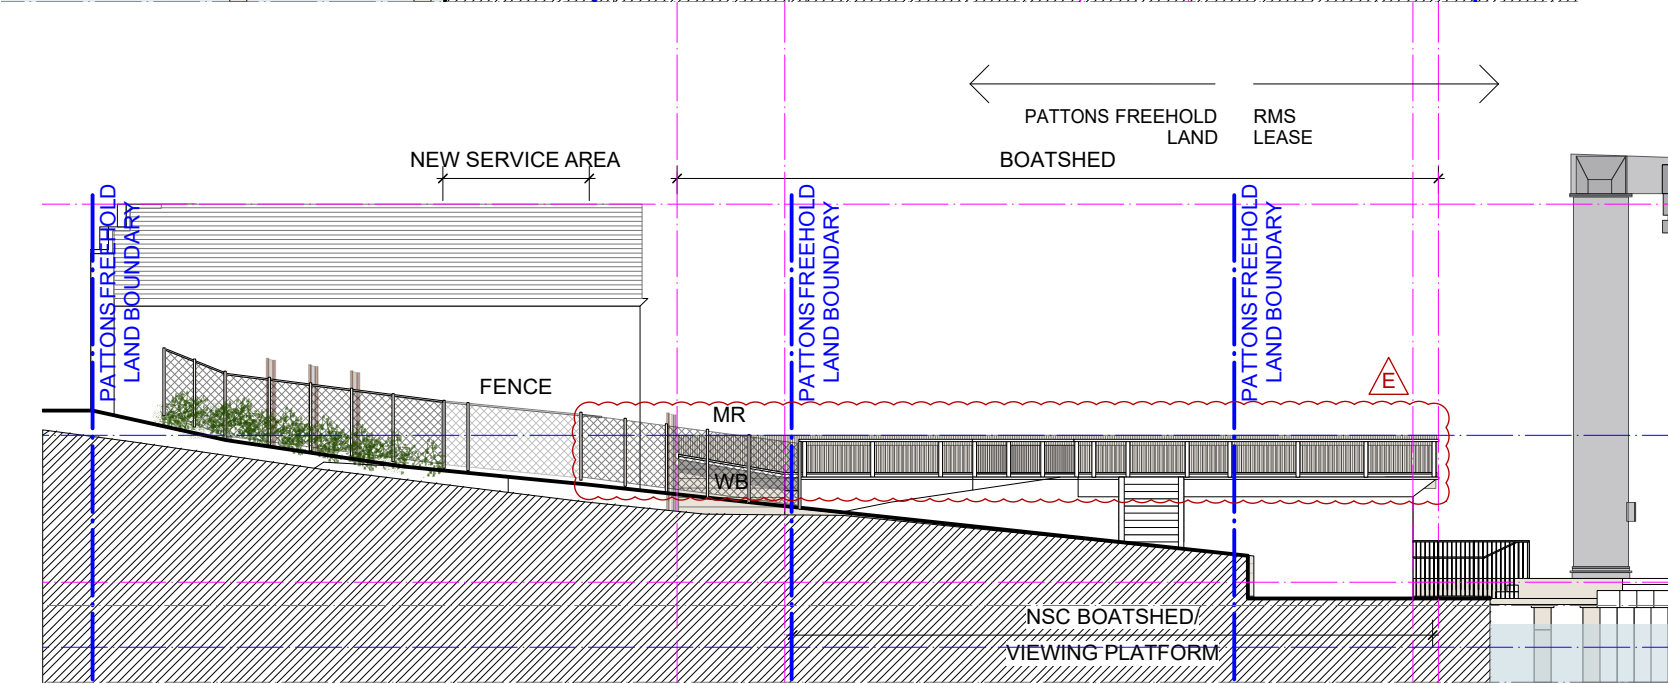 PATTONS FREEHOLD
LAND
RMS
LEASE
NEW SERVICE AREA
BOATSHED
PATTONS FREEHOLD
LAND BOUNDARY
PATTONS FREEHOLD
LAND BOUNDARY
PATTONS FREEHOLD
LAND BOUNDARY
E
FENCE
MR
WB
NSC BOATSHED/
VIEWING PLATFORM